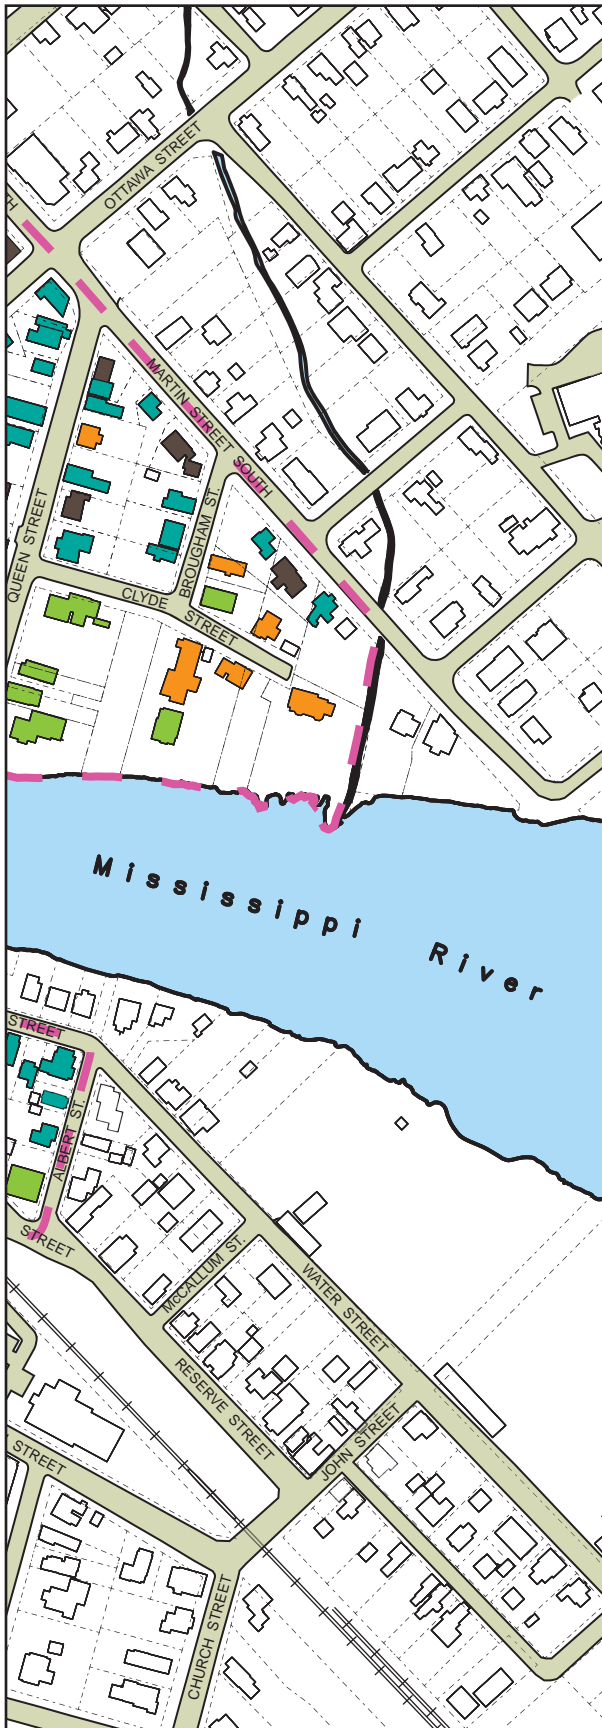 OTTAWA STREET
TH
MARTIN STREET SOUTH
QUEEN STREET
BROUGHAM ST.
CLYDE STREET
Mississippi River
STREET
ALBERT ST.
STREET
McCALLUM ST.
WATER STREET
RESERVE STREET
JOHN STREET
STREET
CHURCH STREET